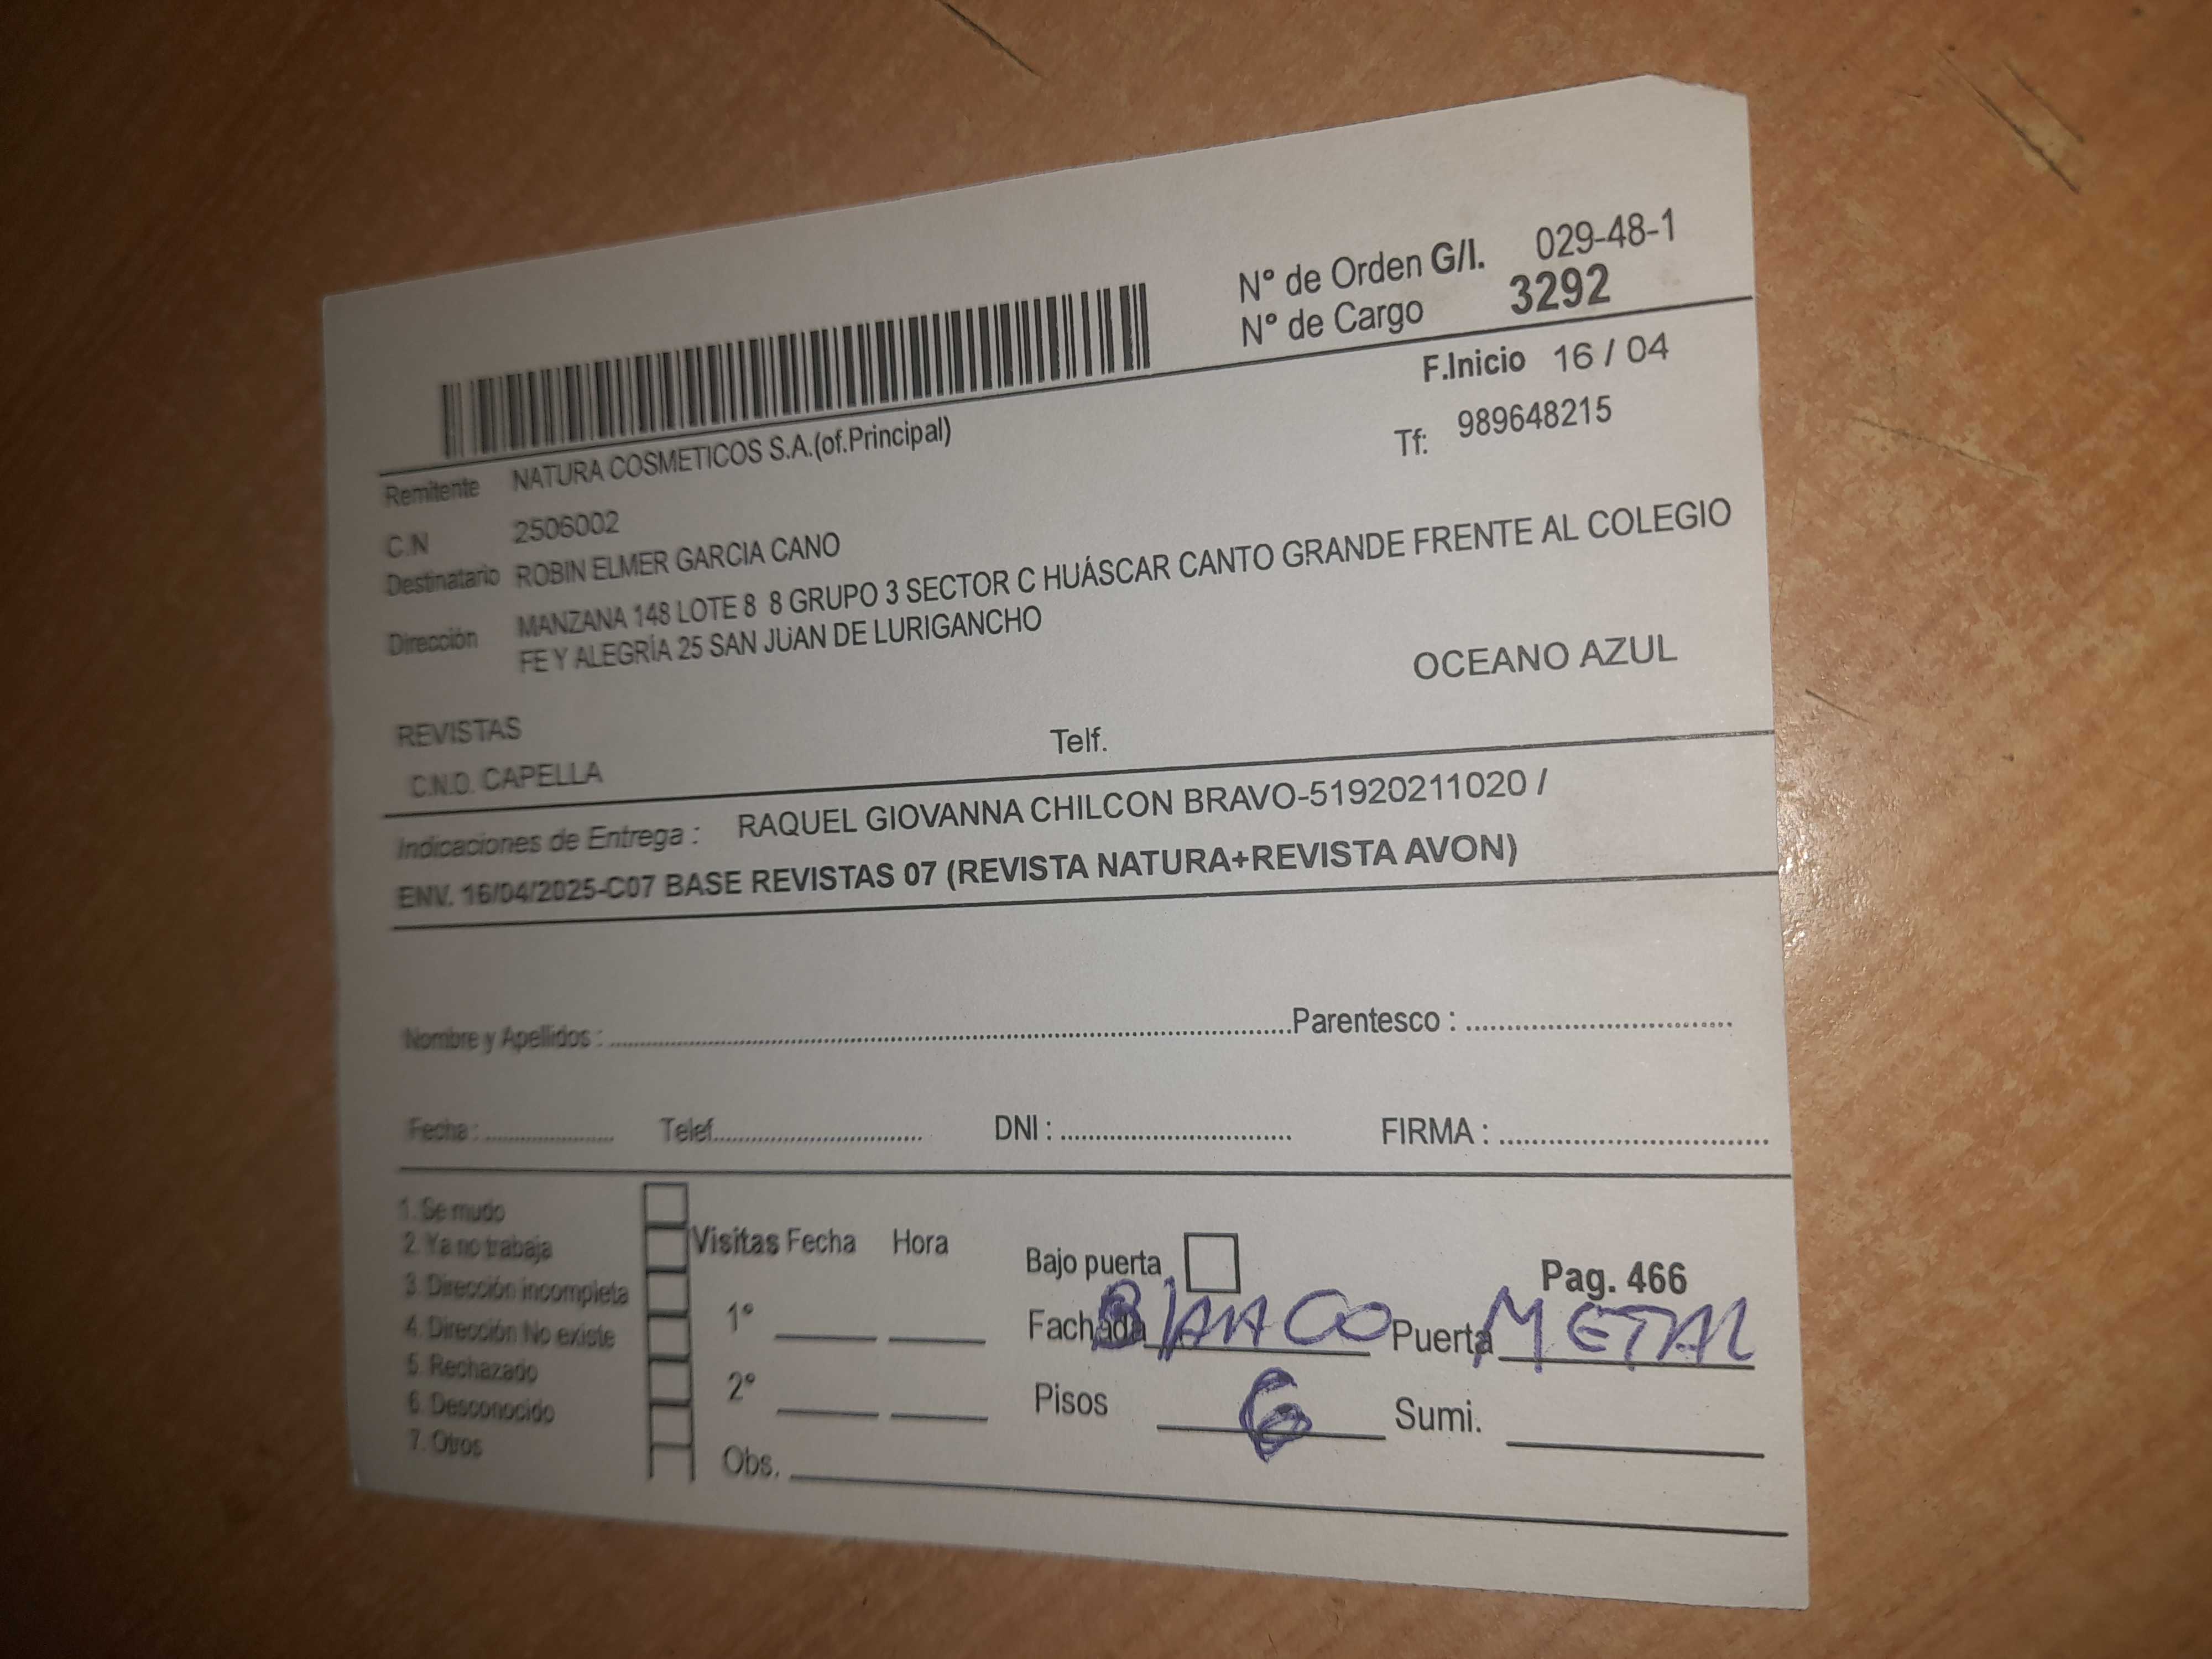 N° de Orden G/I. 029-48-1
N° de Cargo 3292
F.Inicio 16 / 04
Remitente NATURA COSMETICOS S.A.(of.Principal)
Tf: 989648215
C.N 2506002
Destinatario ROBIN ELMER GARCIA CANO
Dirección MANZANA 148 LOTE 8 8 GRUPO 3 SECTOR C HUÁSCAR CANTO GRANDE FRENTE AL COLEGIO
FE Y ALEGRÍA 25 SAN JUAN DE LURIGANCHO
OCEANO AZUL
REVISTAS
Telf.
C.N.D. CAPELLA
Indicaciones de Entrega : RAQUEL GIOVANNA CHILCON BRAVO-51920211020 /
ENV. 16/04/2025-C07 BASE REVISTAS 07 (REVISTA NATURA+REVISTA AVON)
Nombre y Apellidos : Parentesco :
Fecha : Telef. DNI : FIRMA :
1. Se mudo
2. Ya no trabaja
3. Dirección incompleta
4. Dirección No existe
5. Rechazado
6. Desconocido
7. Otros
Visitas Fecha Hora
1°
2°
Obs.
Bajo puerta
Pag. 466
Fachada BlANCO Puerta METAL
Pisos 6 Sumi.